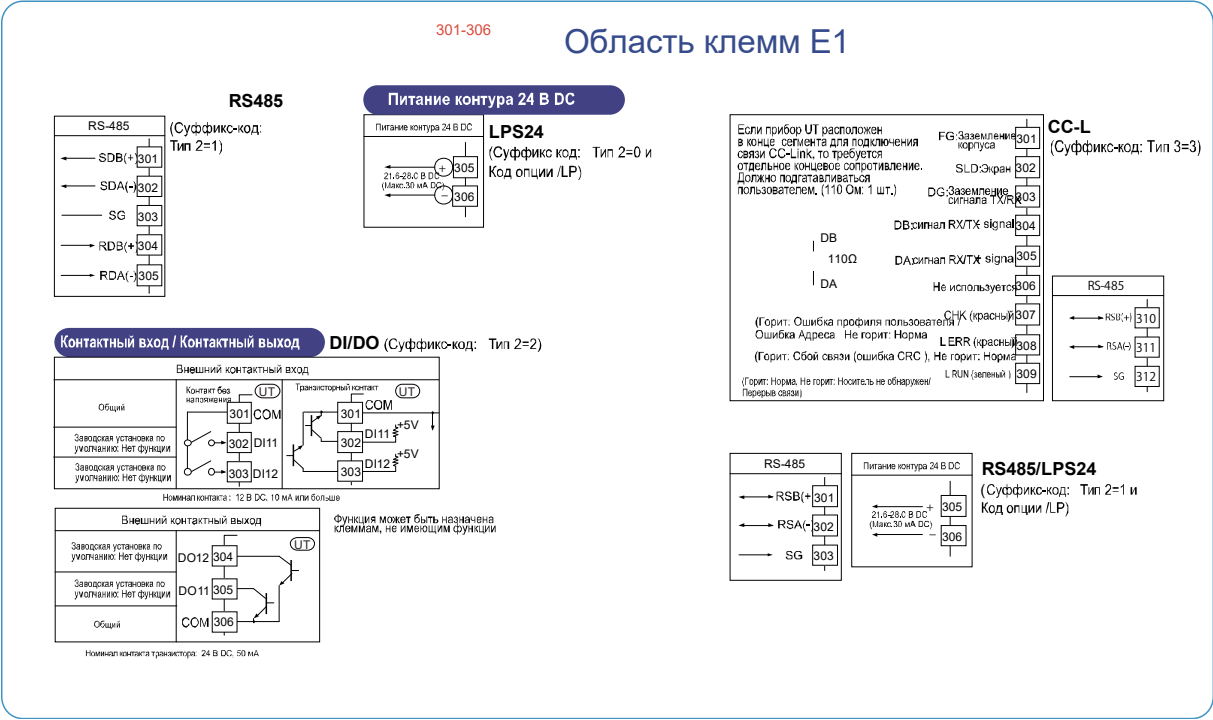 301-306
Область клемм E1
RS485
RS-485
(Суффикс-код:
Тип 2=1)
SDB(+) 301
SDA(-) 302
SG 303
RDB(+) 304
RDA(-) 305
Питание контура 24 В DC
Питание контура 24 В DC
LPS24
(Суффикс код: Тип 2=0 и
Код опции /LP)
21.6-28.0 В DC
(Макс.30 мА DC)
+ 305
− 306
CC-L
(Суффикс-код: Тип 3=3)
Если прибор UT расположен
в конце сегмента для подключения
связи CC-Link, то требуется
отдельное концевое сопротивление.
Должно подгатавливаться
пользователем. (110 Ом: 1 шт.)
DB
110Ω
DA
FG:Заземление
корпуса
301
SLD:Экран 302
DG:Заземление
сигнала TX/RX
303
DB:сигнал RX/TX- signal 304
DA:сигнал RX/TX+ signal 305
Не используется 306
CHK (красный) 307
(Горит: Ошибка профиля пользователя /
Ошибка Адреса Не горит: Норма
L ERR (красный 308
(Горит: Сбой связи (ошибка CRC ), Не горит: Норма
L RUN (зеленый ) 309
(Горит: Норма, Не горит: Носитель не обнаружен/
Перерыв связи)
RS-485
RSB(+) 310
RSA(-) 311
SG 312
Контактный вход / Контактный выход
DI/DO (Суффикс-код: Тип 2=2)
Внешний контактный вход
Контакт без
напряжения
UT
Транзисторный контакт
UT
Общий
301 COM
301 COM
Заводская установка по
умолчанию: Нет функции
302 DI11
302 DI11 +5V
Заводская установка по
умолчанию: Нет функции
303 DI12
303 DI12 +5V
Номинал контакта : 12 В DC, 10 мА или больше
Внешний контактный выход
UT
Заводская установка по
умолчанию: Нет функции
DO12 304
Заводская установка по
умолчанию: Нет функции
DO11 305
Общий
COM 306
Номинал контакта транзистора: 24 В DC, 50 мА
Функция может быть назначена
клеммам, не имеющим функции
RS-485
RSB(+ 301
RSA(- 302
SG 303
Питание контура 24 В DC
21.6-28.0 В DC
(Макс.30 мА DC)
+ 305
− 306
RS485/LPS24
(Суффикс-код: Тип 2=1 и
Код опции /LP)